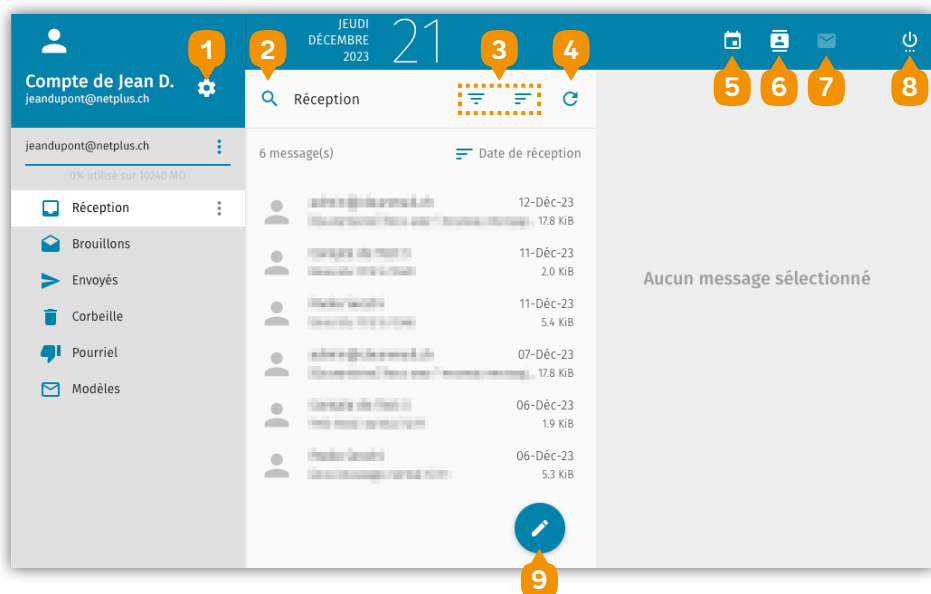 JEUDI
DÉCEMBRE
2023
21
1
2
3
4
5
6
7
8
Compte de Jean D.
jeandupont@netplus.ch
jeandupont@netplus.ch
0% utilisé sur 10240 MO
Réception
Brouillons
Envoyés
Corbeille
Pourriel
Modèles
Réception
6 message(s)
Date de réception
12-Déc-23
17.8 KiB
11-Déc-23
2.0 KiB
11-Déc-23
5.4 KiB
07-Déc-23
17.8 KiB
06-Déc-23
1.9 KiB
06-Déc-23
5.3 KiB
9
Aucun message sélectionné